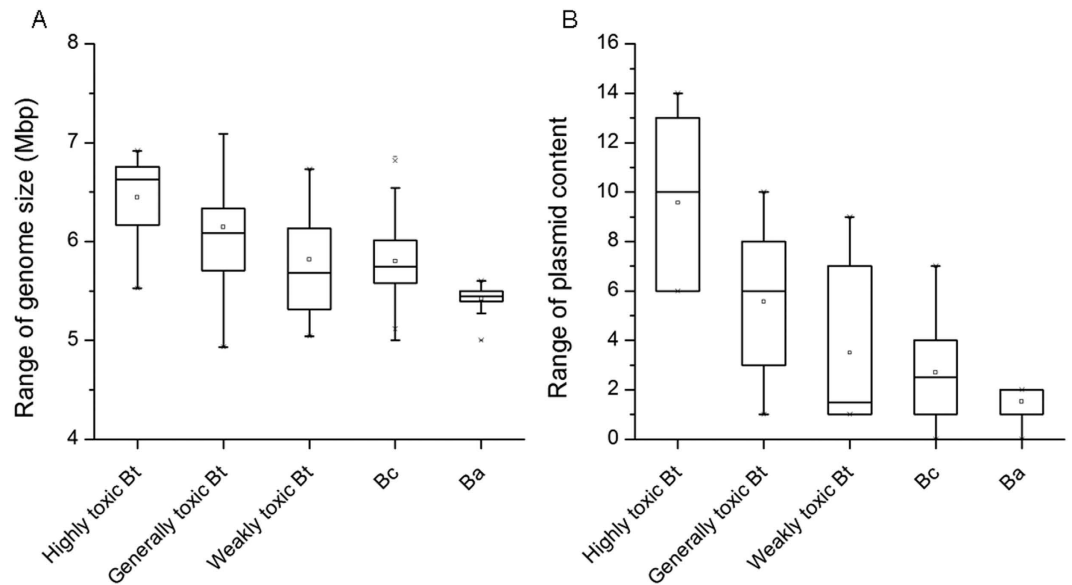 A
Range of genome size (Mbp)
8
7
6
5
4
Highly toxic Bt
Generally toxic Bt
Weakly toxic Bt
Bc
Ba
B
Range of plasmid content
16
14
12
10
8
6
4
2
0
Highly toxic Bt
Generally toxic Bt
Weakly toxic Bt
Bc
Ba